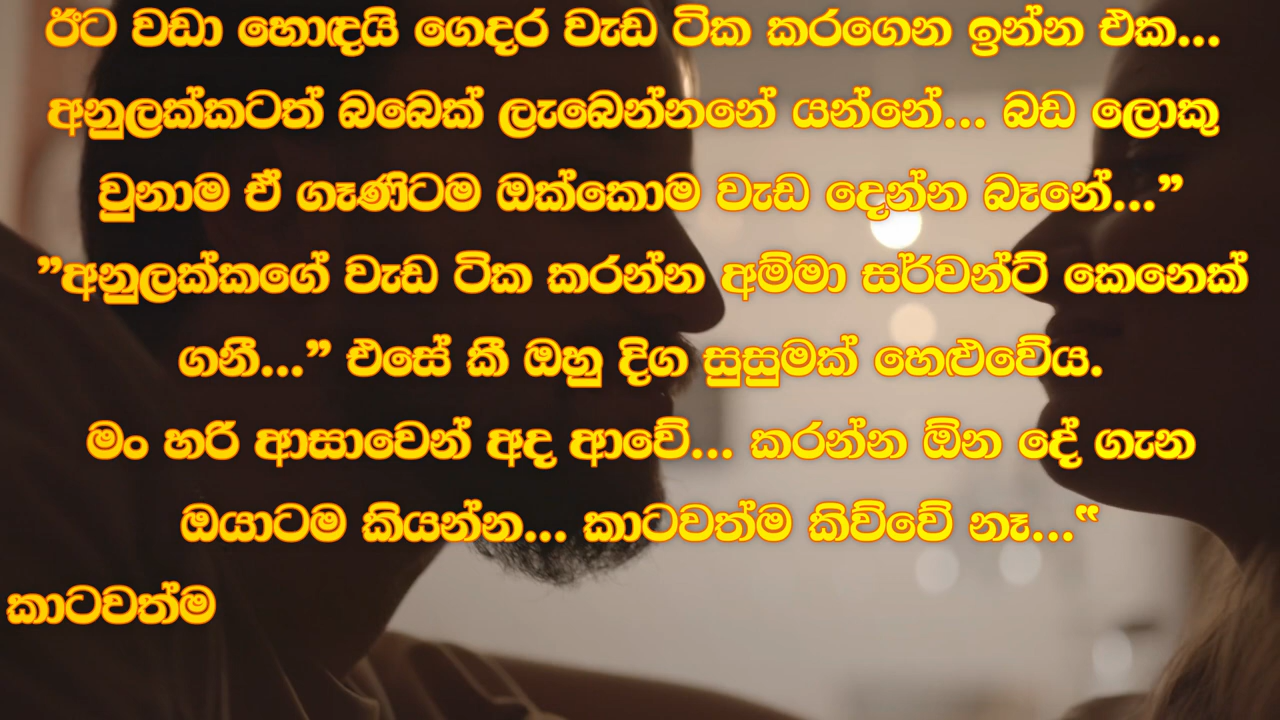 ඊට වඩා හොඳයි ගෙදර වැඩ ටික කරගෙන ඉන්න එක...
අනුලක්කටත් බබෙක් ලැබෙන්නනේ යන්නේ... බඩ ලොකු
වුනාම ඒ ගෑණිටම ඔක්කොම වැඩ දෙන්න බෑනේ...”
”අනුලක්කගේ වැඩ ටික කරන්න අම්මා සර්වන්ට් කෙනෙක්
ගනී...” එසේ කී ඔහු දිග සුසුමක් හෙළුවේය.
මං හරි ආසාවෙන් අද ආවේ... කරන්න ඕන දේ ගැන
ඔයාටම කියන්න... කාටවත්ම කිව්වේ නෑ...“
කාටවත්ම